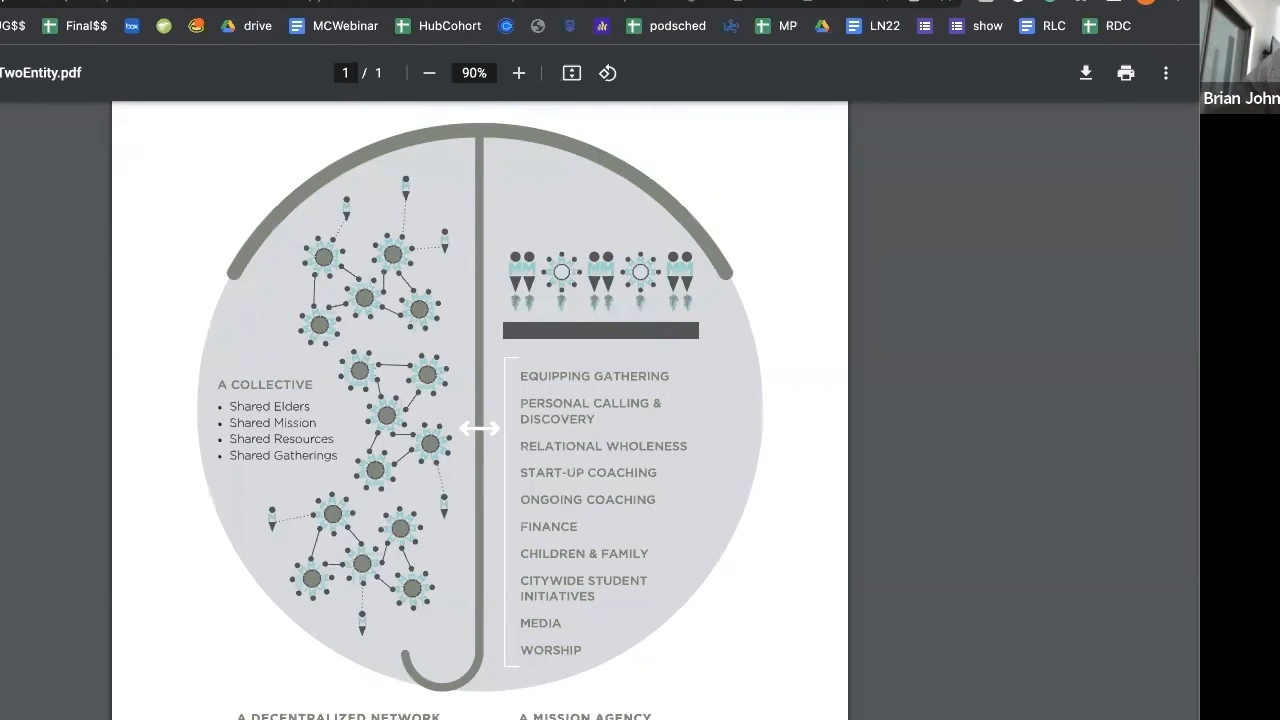 G$$ Final$$ drive MCWebinar HubCohort podsched MP LN22 show RLC RDC
TwoEntity.pdf 1 / 1 90%
Brian John
A COLLECTIVE
• Shared Elders
• Shared Mission
• Shared Resources
• Shared Gatherings
EQUIPPING GATHERING
PERSONAL CALLING &
DISCOVERY
RELATIONAL WHOLENESS
START-UP COACHING
ONGOING COACHING
FINANCE
CHILDREN & FAMILY
CITYWIDE STUDENT
INITIATIVES
MEDIA
WORSHIP
A DECENTRALIZED NETWORK
A MISSION AGENCY